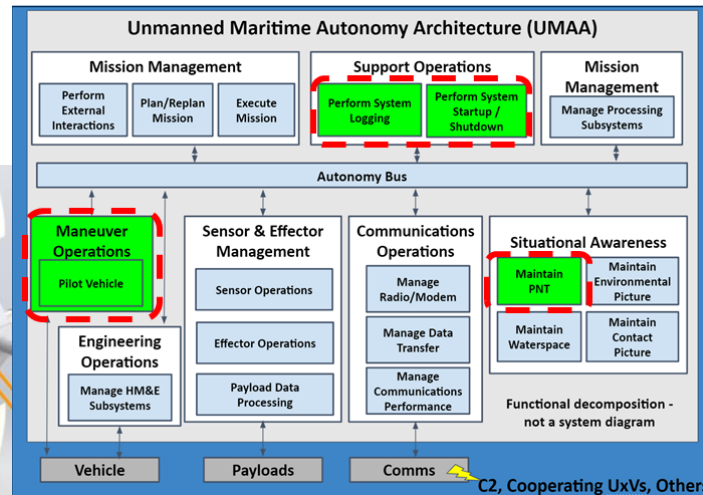 Unmanned Maritime Autonomy Architecture (UMAA)
Mission Management
Perform
External
Interactions
Plan/Replan
Mission
Execute
Mission
Support Operations
Perform System
Logging
Perform System
Startup /
Shutdown
Mission
Management
Manage Processing
Subsystems
Autonomy Bus
Maneuver
Operations
Pilot Vehicle
Engineering
Operations
Manage HM&E
Subsystems
Sensor & Effector
Management
Sensor Operations
Effector Operations
Payload Data
Processing
Communications
Operations
Manage
Radio/Modem
Manage Data
Transfer
Manage
Communications
Performance
Situational Awareness
Maintain
PNT
Maintain
Environmental
Picture
Maintain
Waterspace
Maintain
Contact
Picture
Functional decomposition -
not a system diagram
Vehicle
Payloads
Comms
C2, Cooperating UxVs, Others